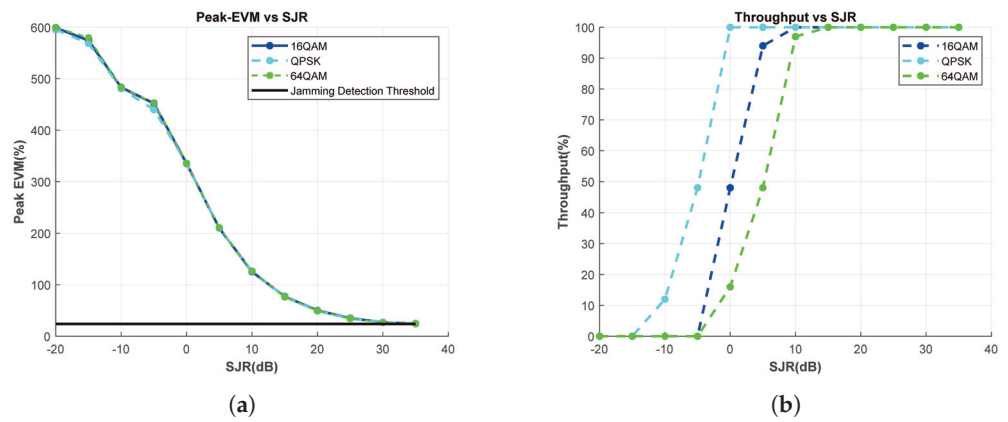 Peak-EVM vs SJR
600
500
400
300
200
100
0
Peak EVM(%)
16QAM
QPSK
64QAM
Jamming Detection Threshold
-20 -10 0 10 20 30 40
SJR(dB)
(a)
Throughput vs SJR
100
90
80
70
60
50
40
30
20
10
0
Throughput(%)
16QAM
QPSK
64QAM
-20 -10 0 10 20 30 40
SJR(dB)
(b)